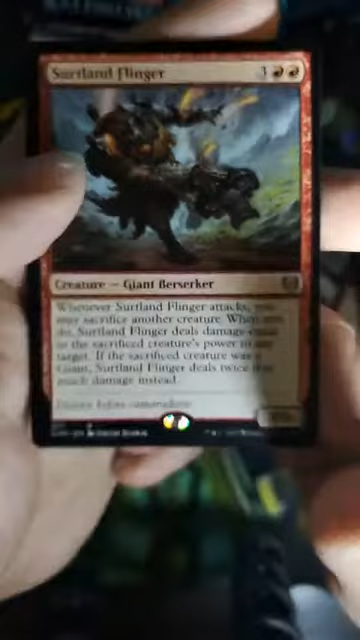 Surtland Flinger 3
Creature — Giant Berserker
Whenever Surtland Flinger attacks, you
may sacrifice another creature. When you
do, Surtland Flinger deals damage equal
to the sacrificed creature's power to any
target. If the sacrificed creature was a
Giant, Surtland Flinger deals twice that
much damage instead.